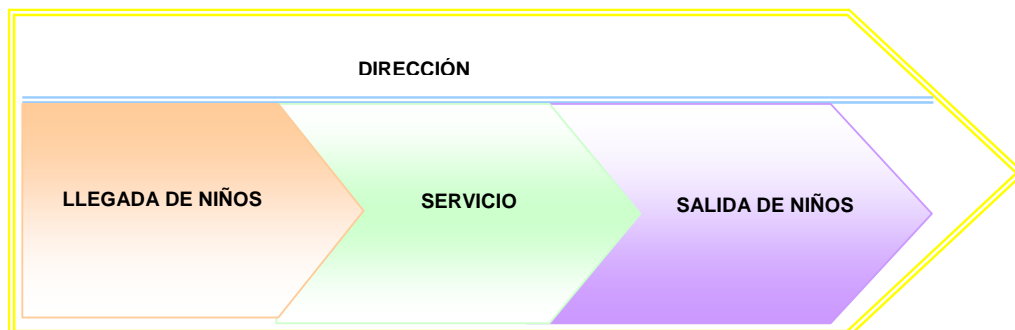 DIRECCIÓN
LLEGADA DE NIÑOS
SERVICIO
SALIDA DE NIÑOS